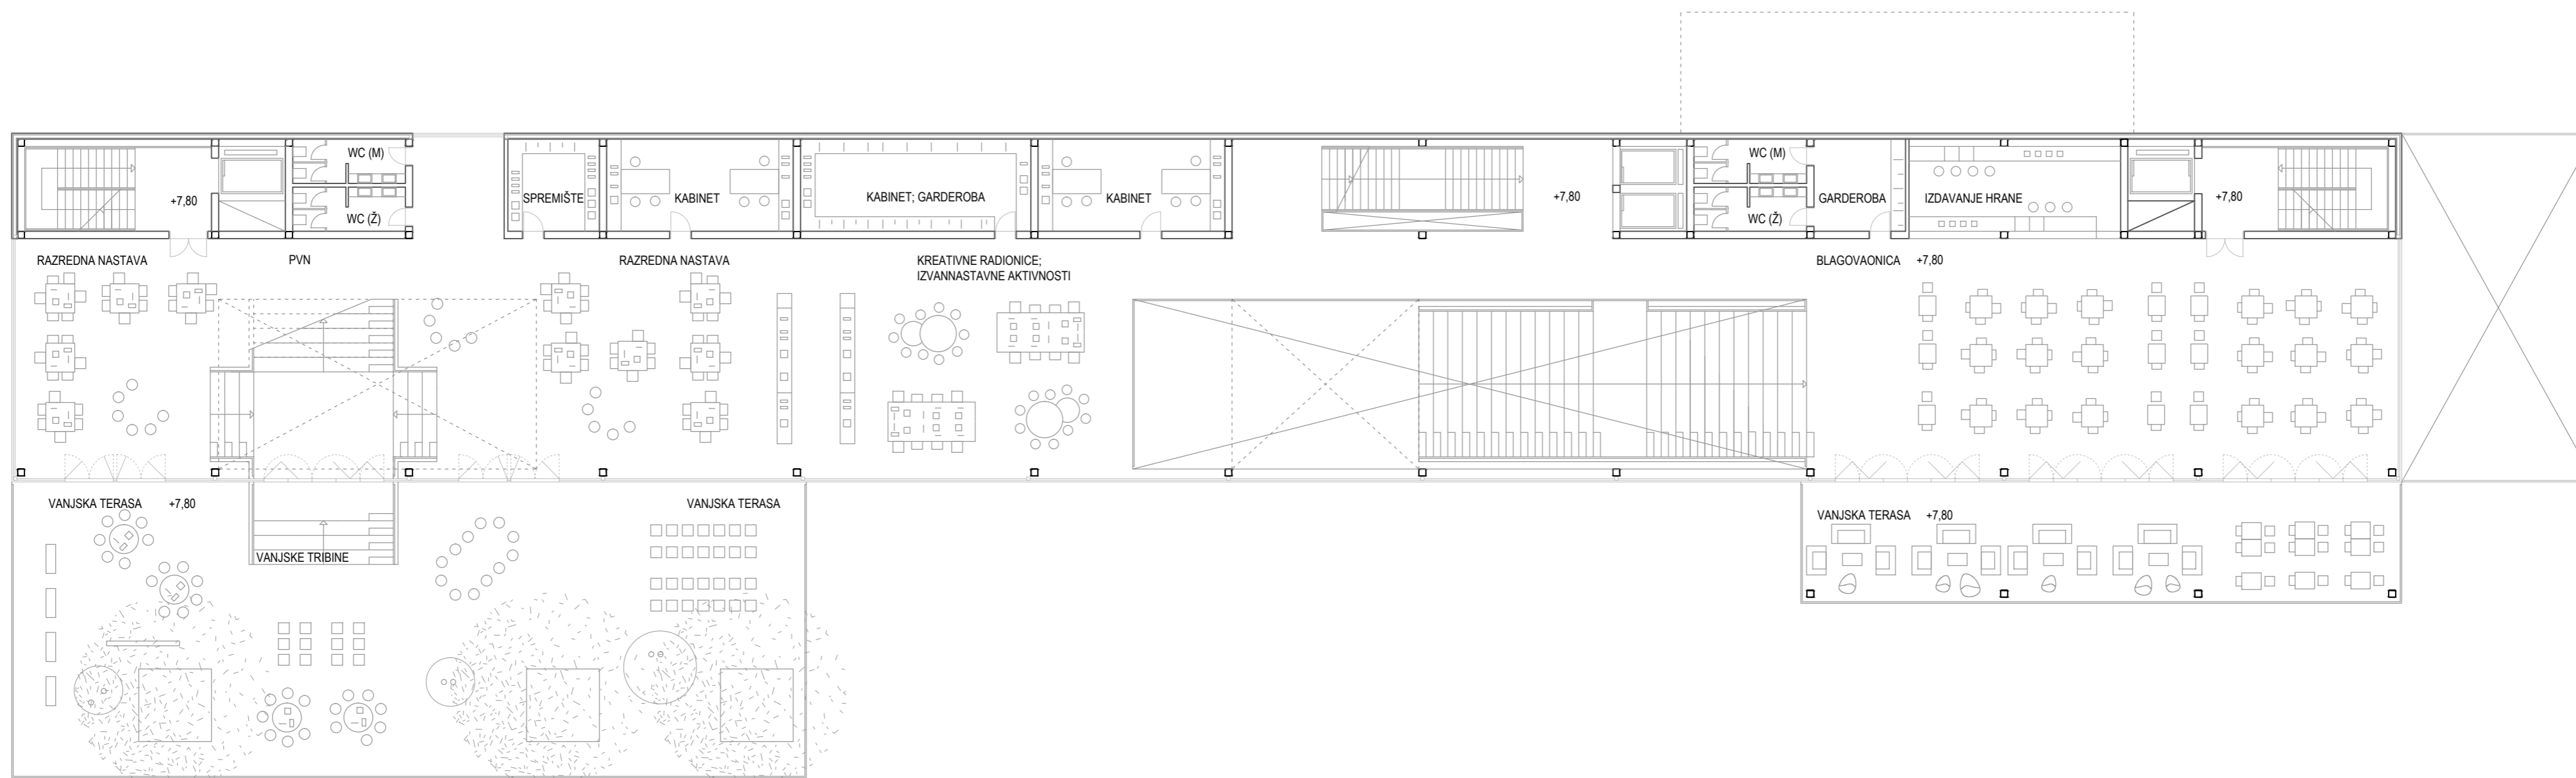 WC (M)
WC (Ž)
+7,80
SPREMIŠTE
KABINET
KABINET; GARDEROBA
KABINET
+7,80
WC (M)
WC (Ž)
GARDEROBA
IZDAVANJE HRANE
+7,80
RAZREDNA NASTAVA
PVN
RAZREDNA NASTAVA
KREATIVNE RADIONICE;
IZVANNASTAVNE AKTIVNOSTI
BLAGOVAONICA +7,80
VANJSKA TERASA +7,80
VANJSKA TERASA
VANJSKE TRIBINE
VANJSKA TERASA +7,80